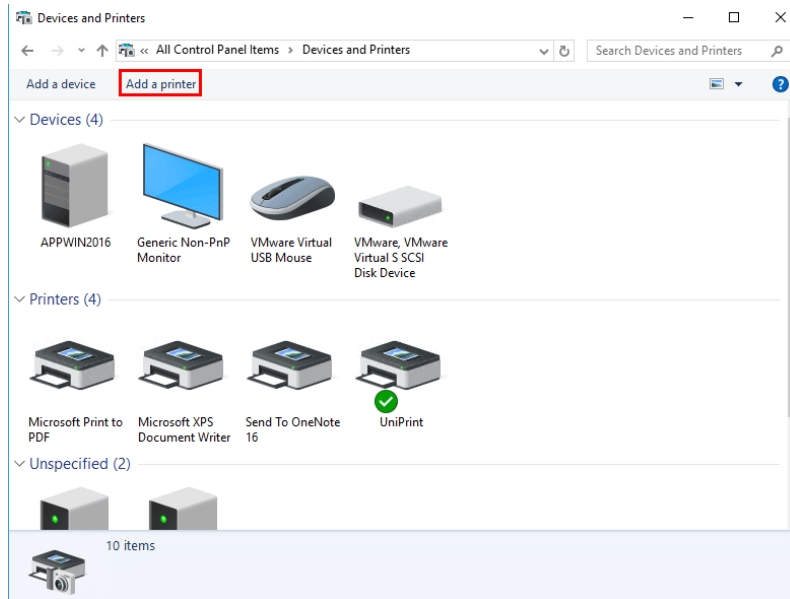 Devices and Printers
« All Control Panel Items > Devices and Printers
Search Devices and Printers
Add a device
Add a printer
?
Devices (4)
APPWIN2016
Generic Non-PnP
Monitor
VMware Virtual
USB Mouse
VMware, VMware
Virtual S SCSI
Disk Device
Printers (4)
Microsoft Print to
PDF
Microsoft XPS
Document Writer
Send To OneNote
16
UniPrint
Unspecified (2)
10 items